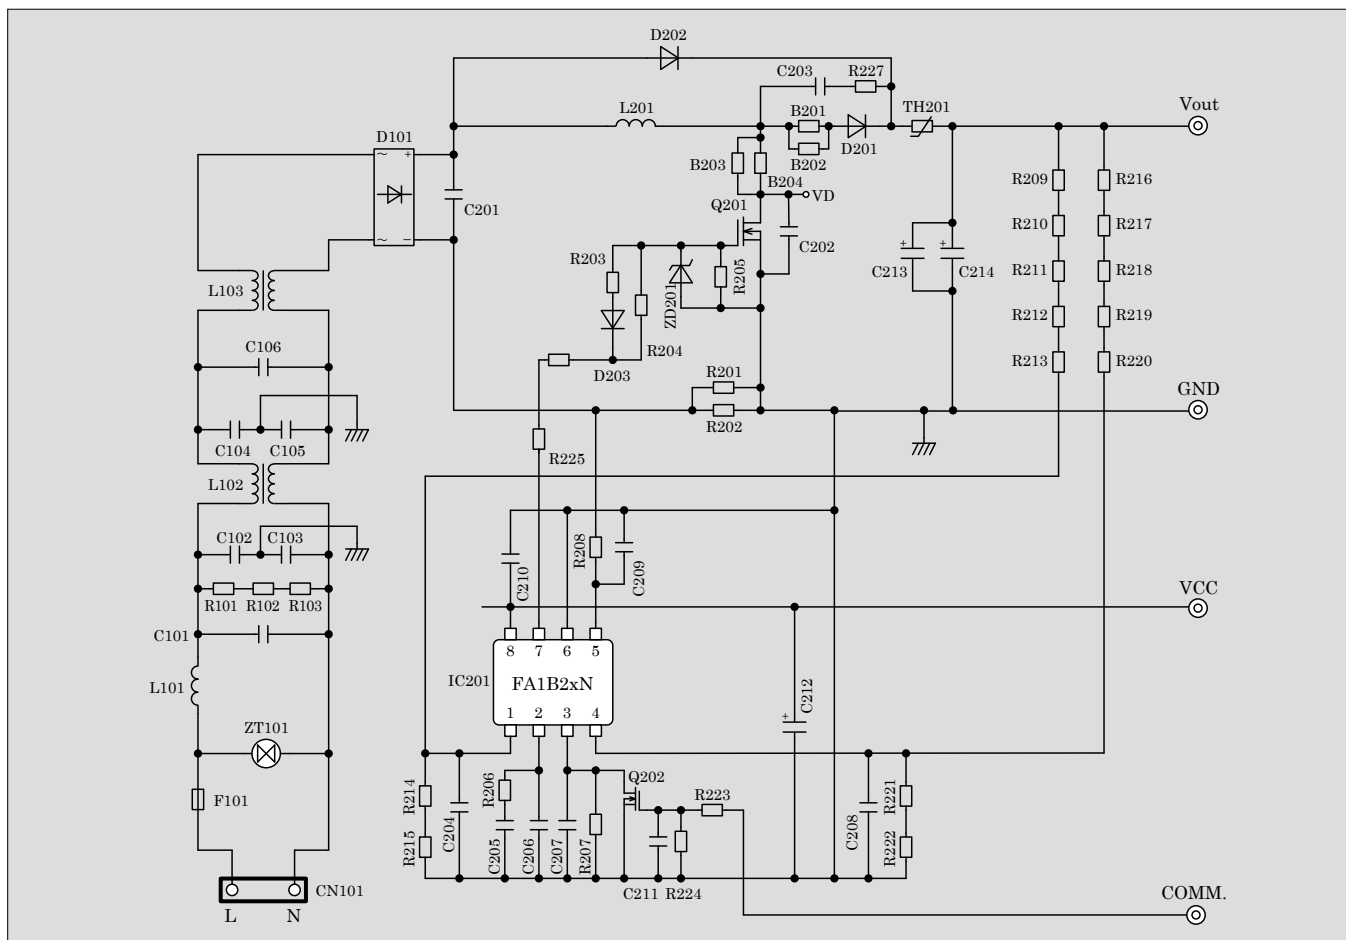 D202
C203 R227
L201
B201
TH201
Vout
D101
B202
D201
B203
B204
VD
C201
Q201
C202
R209
R216
R210
R217
R211
R218
R212
R219
R213
R220
~ +
~ −
L103
R203
ZD201
R205
+ +
C213
C214
C106
R204
D203
R201
R202
GND
C104 C105
R225
L102
C102 C103
R208
C210
C209
R101 R102 R103
VCC
C101
8 7 6 5
IC201
FA1B2xN
1 2 3 4
L101
ZT101
+
C212
F101
R214
R215
C204
R206
C205
C206
C207
R207
Q202
R223
C211
R224
C208
R221
R222
CN101
L N
COMM.